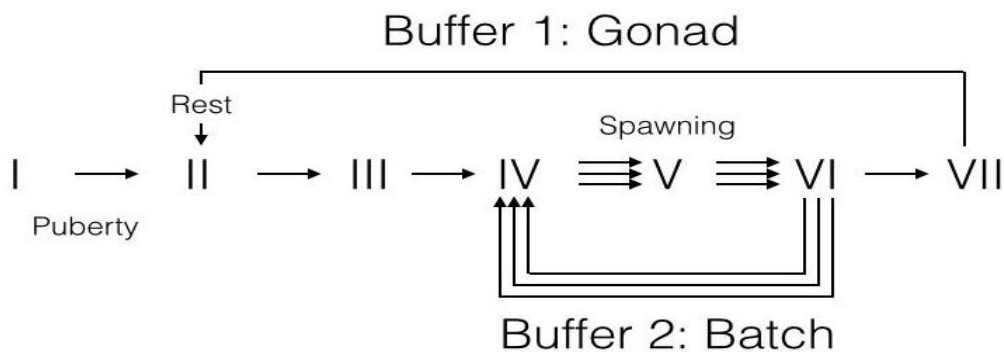 Buffer 1: Gonad
Rest
Spawning
I II III IV V VI VII
Puberty
Buffer 2: Batch